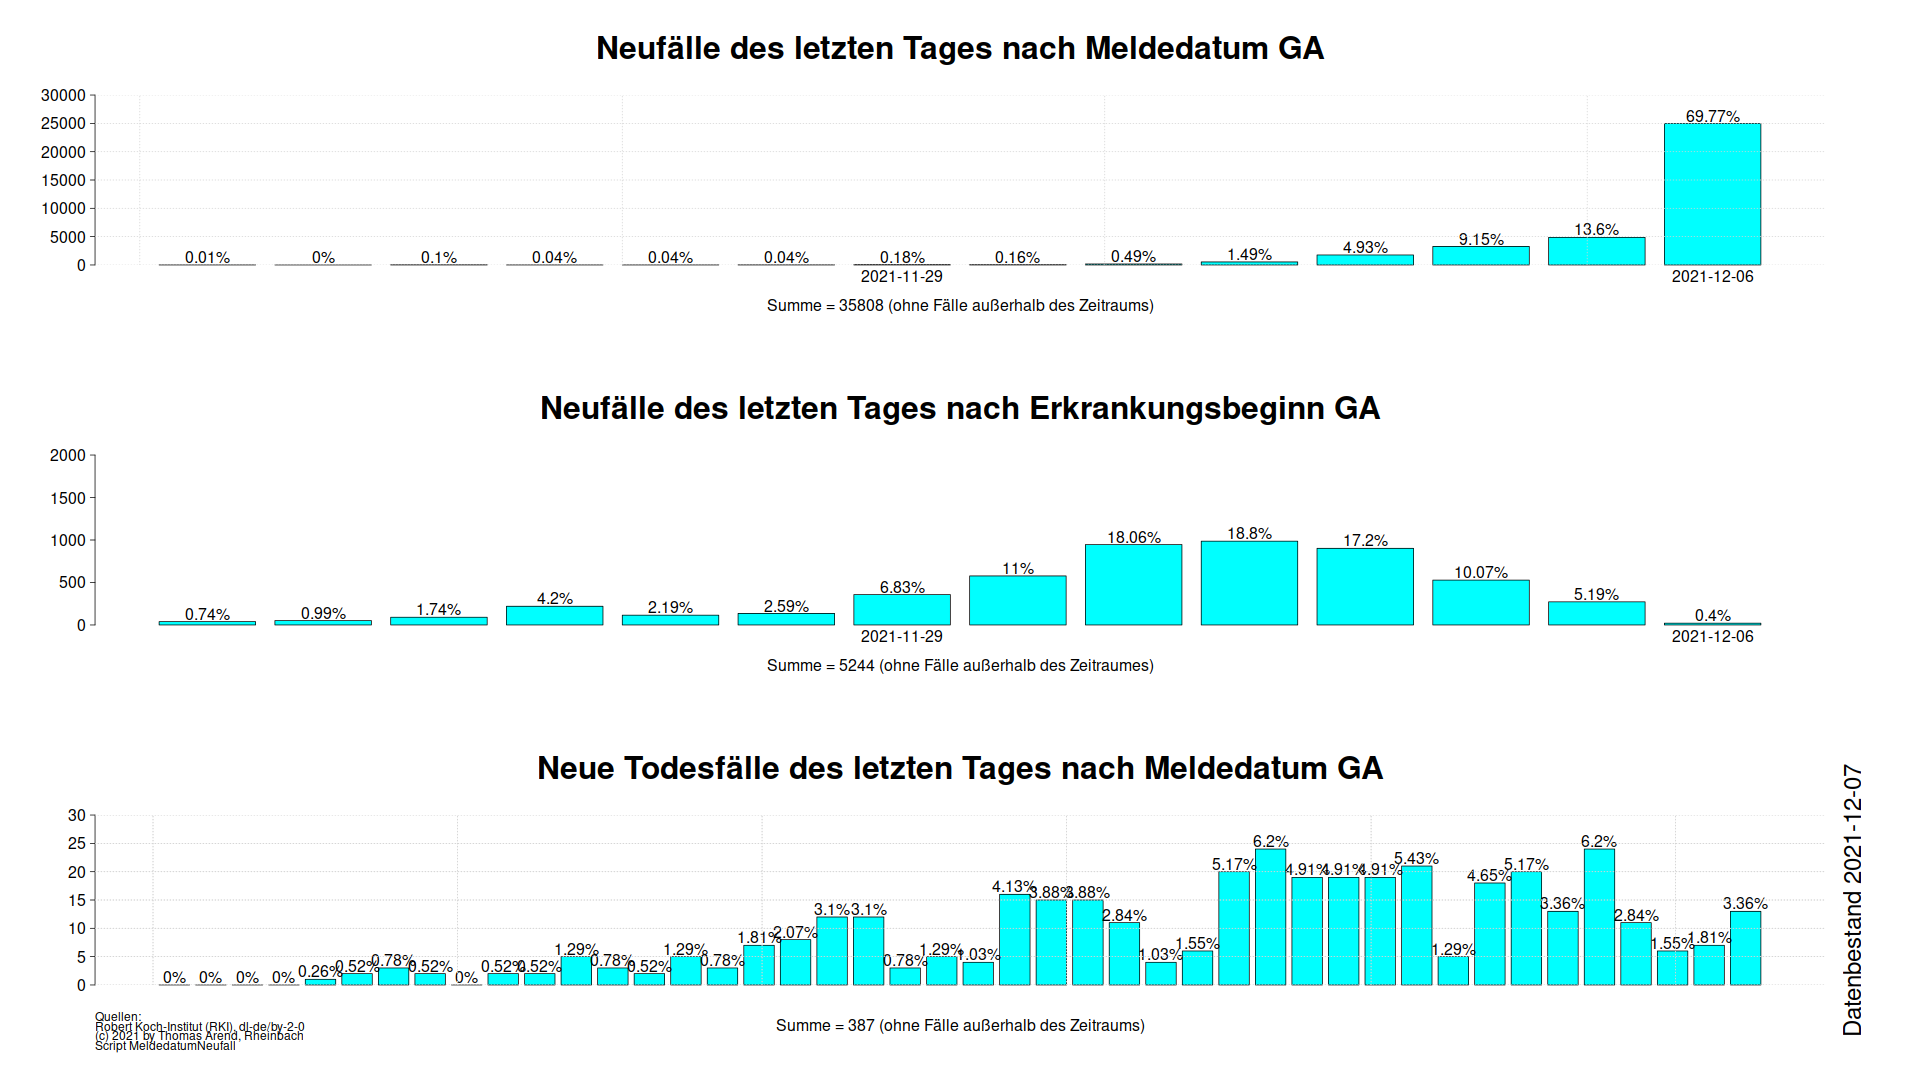 Neufälle des letzten Tages nach Meldedatum GA
30000
25000
20000
15000
10000
5000
0
0.01% 0% 0.1% 0.04% 0.04% 0.04% 0.18% 0.16% 0.49% 1.49% 4.93% 9.15% 13.6% 69.77%
2021-11-29 2021-12-06
Summe = 35808 (ohne Fälle außerhalb des Zeitraums)
Neufälle des letzten Tages nach Erkrankungsbeginn GA
2000
1500
1000
500
0
0.74% 0.99% 1.74% 4.2% 2.19% 2.59% 6.83% 11% 18.06% 18.8% 17.2% 10.07% 5.19% 0.4%
2021-11-29 2021-12-06
Summe = 5244 (ohne Fälle außerhalb des Zeitraumes)
Neue Todesfälle des letzten Tages nach Meldedatum GA
30
25
20
15
10
5
0
0% 0% 0% 0% 0.26% 0.52% 0.78% 0.52% 0% 0.52% 0.52% 1.29% 0.78% 0.52% 1.29% 0.78% 1.81% 2.07% 3.1% 3.1% 0.78% 1.29% 1.03% 4.13% 3.88% 3.88% 2.84% 1.03% 1.55% 5.17% 6.2% 4.91% 4.91% 4.91% 5.43% 1.29% 4.65% 5.17% 3.36% 6.2% 2.84% 1.55% 1.81% 3.36%
Summe = 387 (ohne Fälle außerhalb des Zeitraums)
Quellen:
Robert Koch-Institut (RKI), dl-de/by-2-0
(c) 2021 by Thomas Arend, Rheinbach
Script MeldedatumNeufall
Datenbestand 2021-12-07